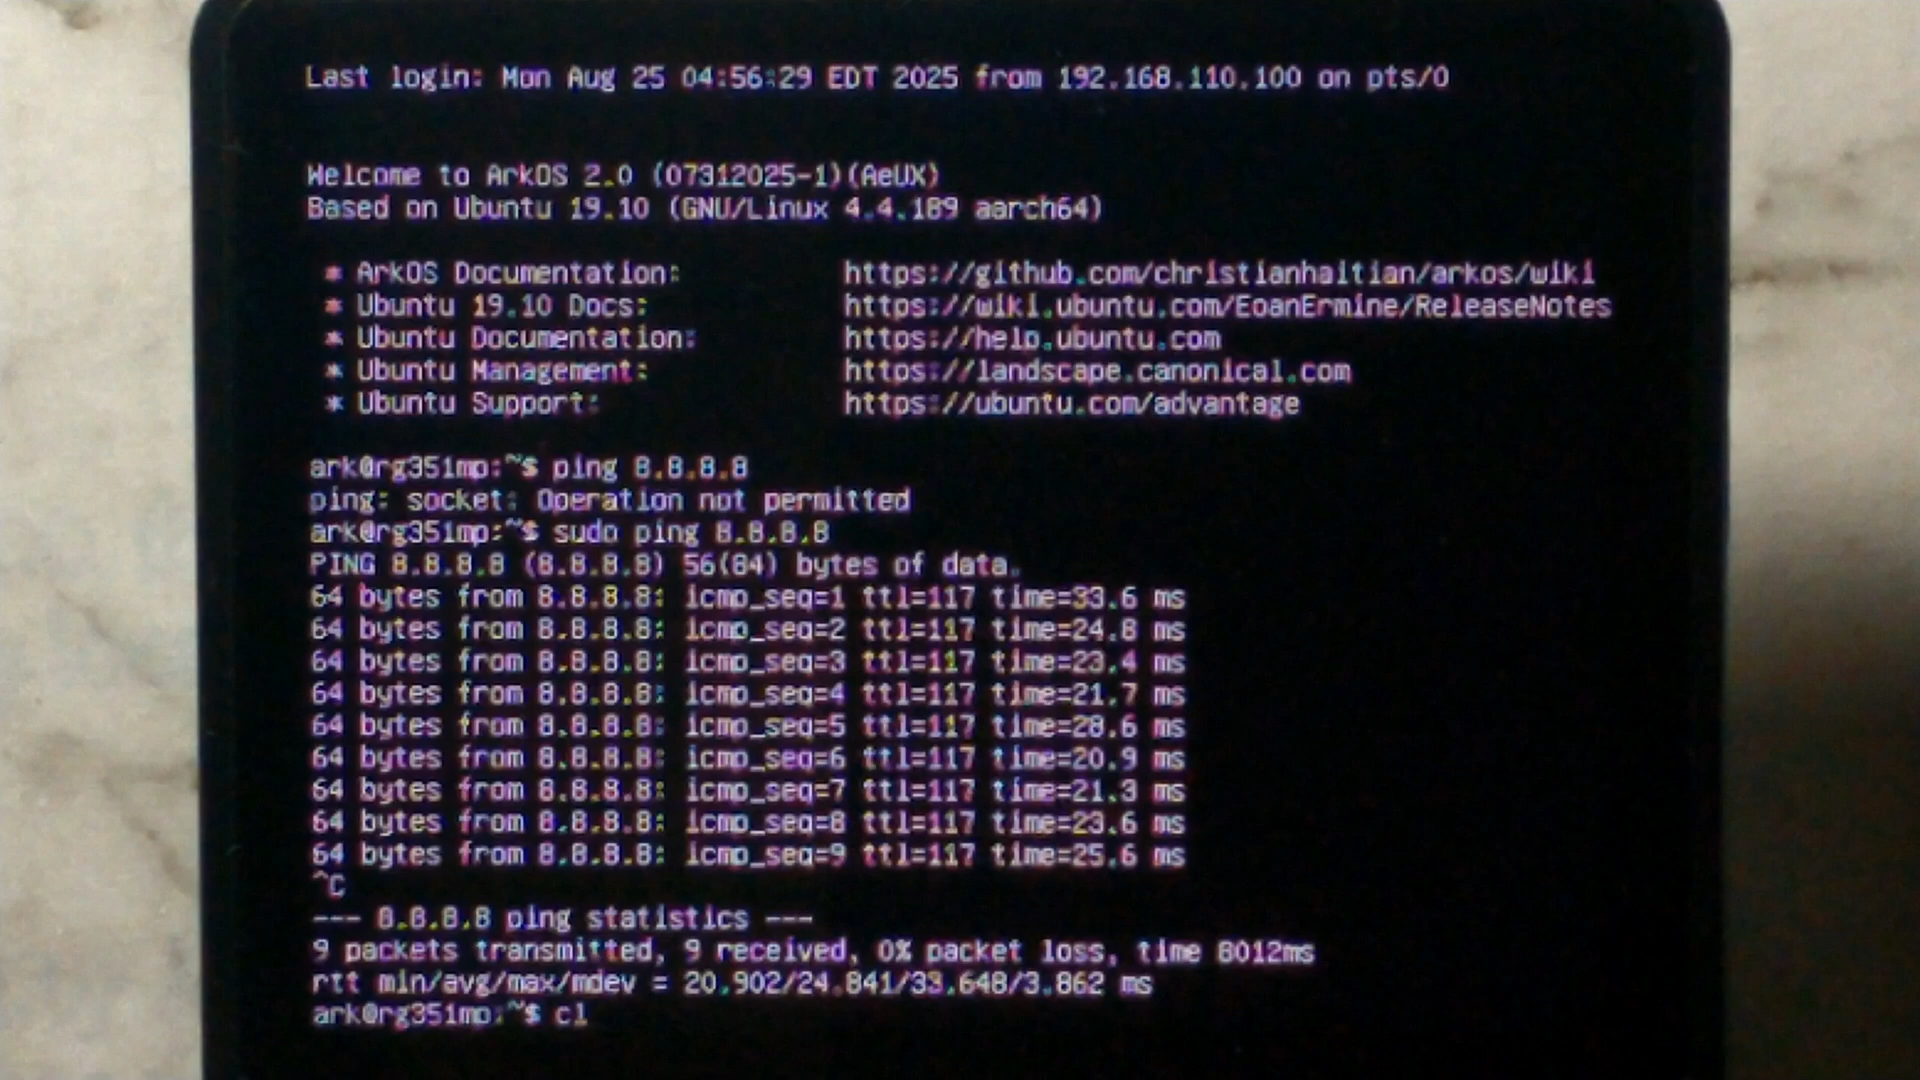 Last login: Mon Aug 25 04:56:29 EDT 2025 from 192.168.110.100 on pts/0
Welcome to ArkOS 2.0 (07312025-1)(AeUX)
Based on Ubuntu 19.10 (GNU/Linux 4.4.189 aarch64)
* ArkOS Documentation: https://github.com/christianhaitian/arkos/wiki
* Ubuntu 19.10 Docs: https://wiki.ubuntu.com/EoanErmine/ReleaseNotes
* Ubuntu Documentation: https://help.ubuntu.com
* Ubuntu Management: https://landscape.canonical.com
* Ubuntu Support: https://ubuntu.com/advantage
ark@rg351mp:~$ ping 8.8.8.8
ping: socket: Operation not permitted
ark@rg351mp:~$ sudo ping 8.8.8.8
PING 8.8.8.8 (8.8.8.8) 56(84) bytes of data.
64 bytes from 8.8.8.8: icmp_seq=1 ttl=117 time=33.6 ms
64 bytes from 8.8.8.8: icmp_seq=2 ttl=117 time=24.8 ms
64 bytes from 8.8.8.8: icmp_seq=3 ttl=117 time=23.4 ms
64 bytes from 8.8.8.8: icmp_seq=4 ttl=117 time=21.7 ms
64 bytes from 8.8.8.8: icmp_seq=5 ttl=117 time=28.6 ms
64 bytes from 8.8.8.8: icmp_seq=6 ttl=117 time=20.9 ms
64 bytes from 8.8.8.8: icmp_seq=7 ttl=117 time=21.3 ms
64 bytes from 8.8.8.8: icmp_seq=8 ttl=117 time=23.6 ms
64 bytes from 8.8.8.8: icmp_seq=9 ttl=117 time=25.6 ms
^C
--- 8.8.8.8 ping statistics ---
9 packets transmitted, 9 received, 0% packet loss, time 8012ms
rtt min/avg/max/mdev = 20.902/24.841/33.648/3.862 ms
ark@rg351mp:~$ cl